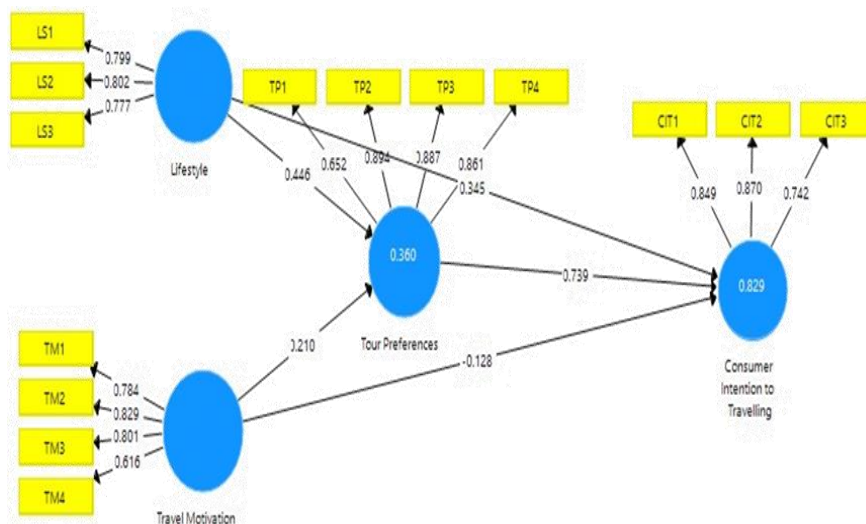 LS1
0.799
LS2
0.802
LS3
0.777
Lifestyle
TP1
TP2
TP3
TP4
0.652
0.894
0.887
0.861
0.446
0.345
CIT1
CIT2
CIT3
0.849
0.870
0.742
0.360
Tour Preferences
0.739
0.829
Consumer
Intention to
Travelling
0.210
-0.128
TM1
0.784
TM2
0.829
TM3
0.801
TM4
0.616
Travel Motivation